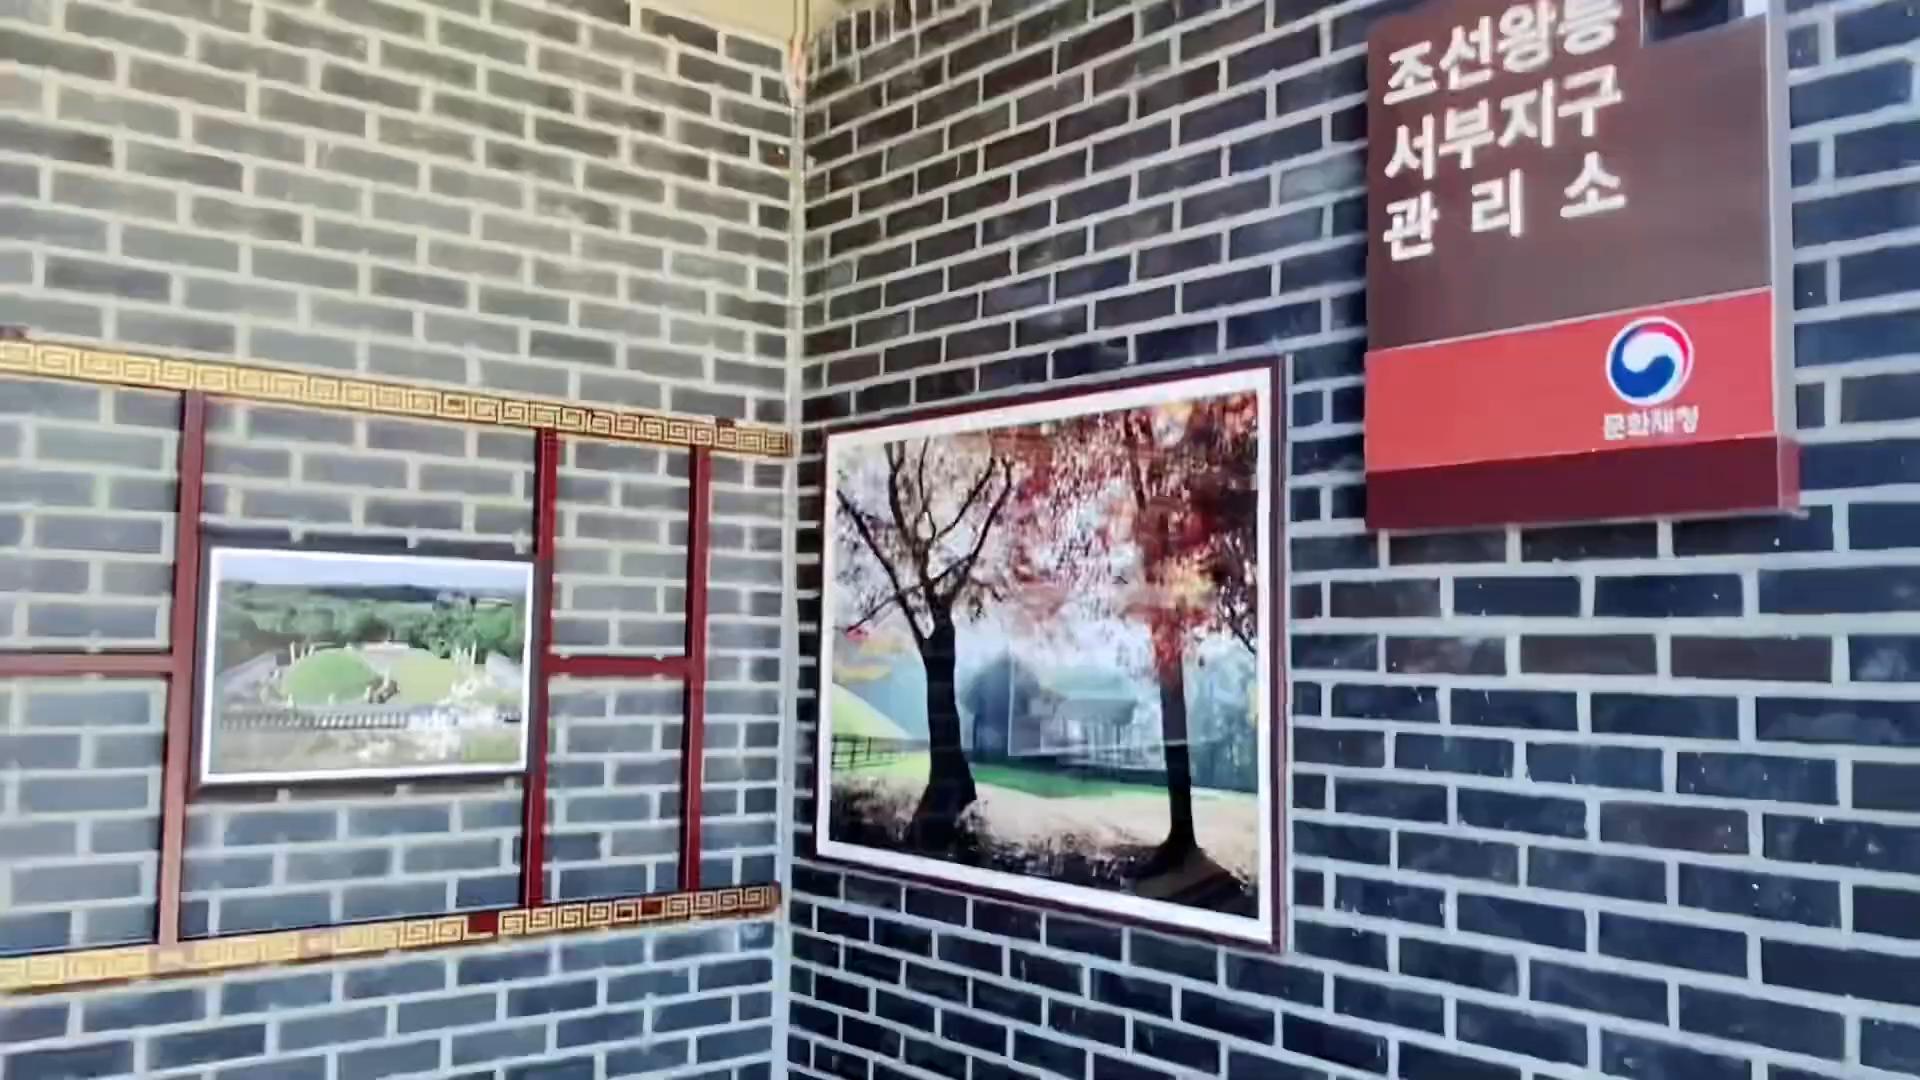 조선왕릉
서부지구
관 리 소
문화재청